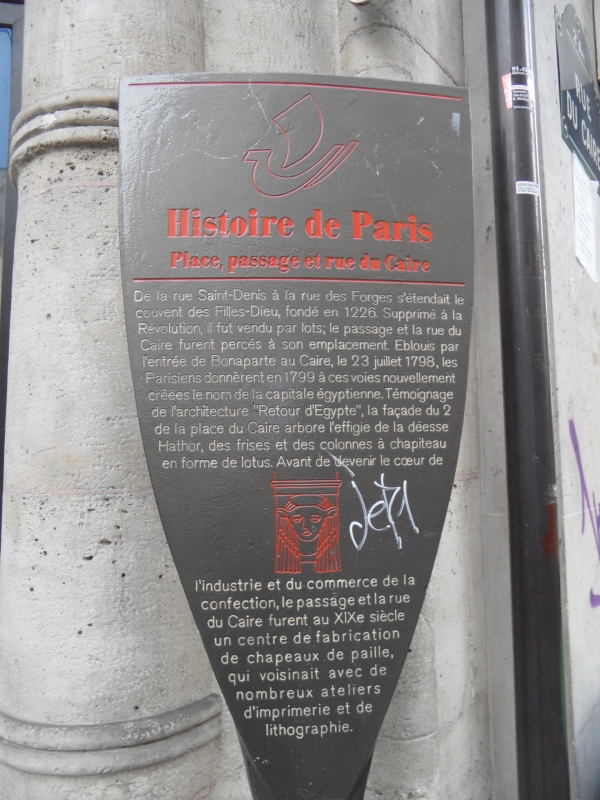 Histoire de Paris
Place, passage et rue du Caire
De la rue Saint-Denis à la rue des Forges s'étendait le
couvent des Filles-Dieu, fondé en 1226. Supprimé à la
Révolution, il fut vendu par lots; le passage et la rue du
Caire furent percés à son emplacement. Eblouis par
l'entrée de Bonaparte au Caire, le 23 juillet 1798, les
Parisiens donnèrent en 1799 à ces voies nouvellement
créées le nom de la capitale égyptienne. Témoignage
de l'architecture "Retour d'Egypte", la façade du 2
de la place du Caire arbore l'effigie de la déesse
Hathor, des frises et des colonnes à chapiteau
en forme de lotus. Avant de devenir le cœur de
l'industrie et du commerce de la
confection, le passage et la rue
du Caire furent au XIXe siècle
un centre de fabrication
de chapeaux de paille,
qui voisinait avec de
nombreux ateliers
d'imprimerie et de
lithographie.
RUE
DU CAIRE